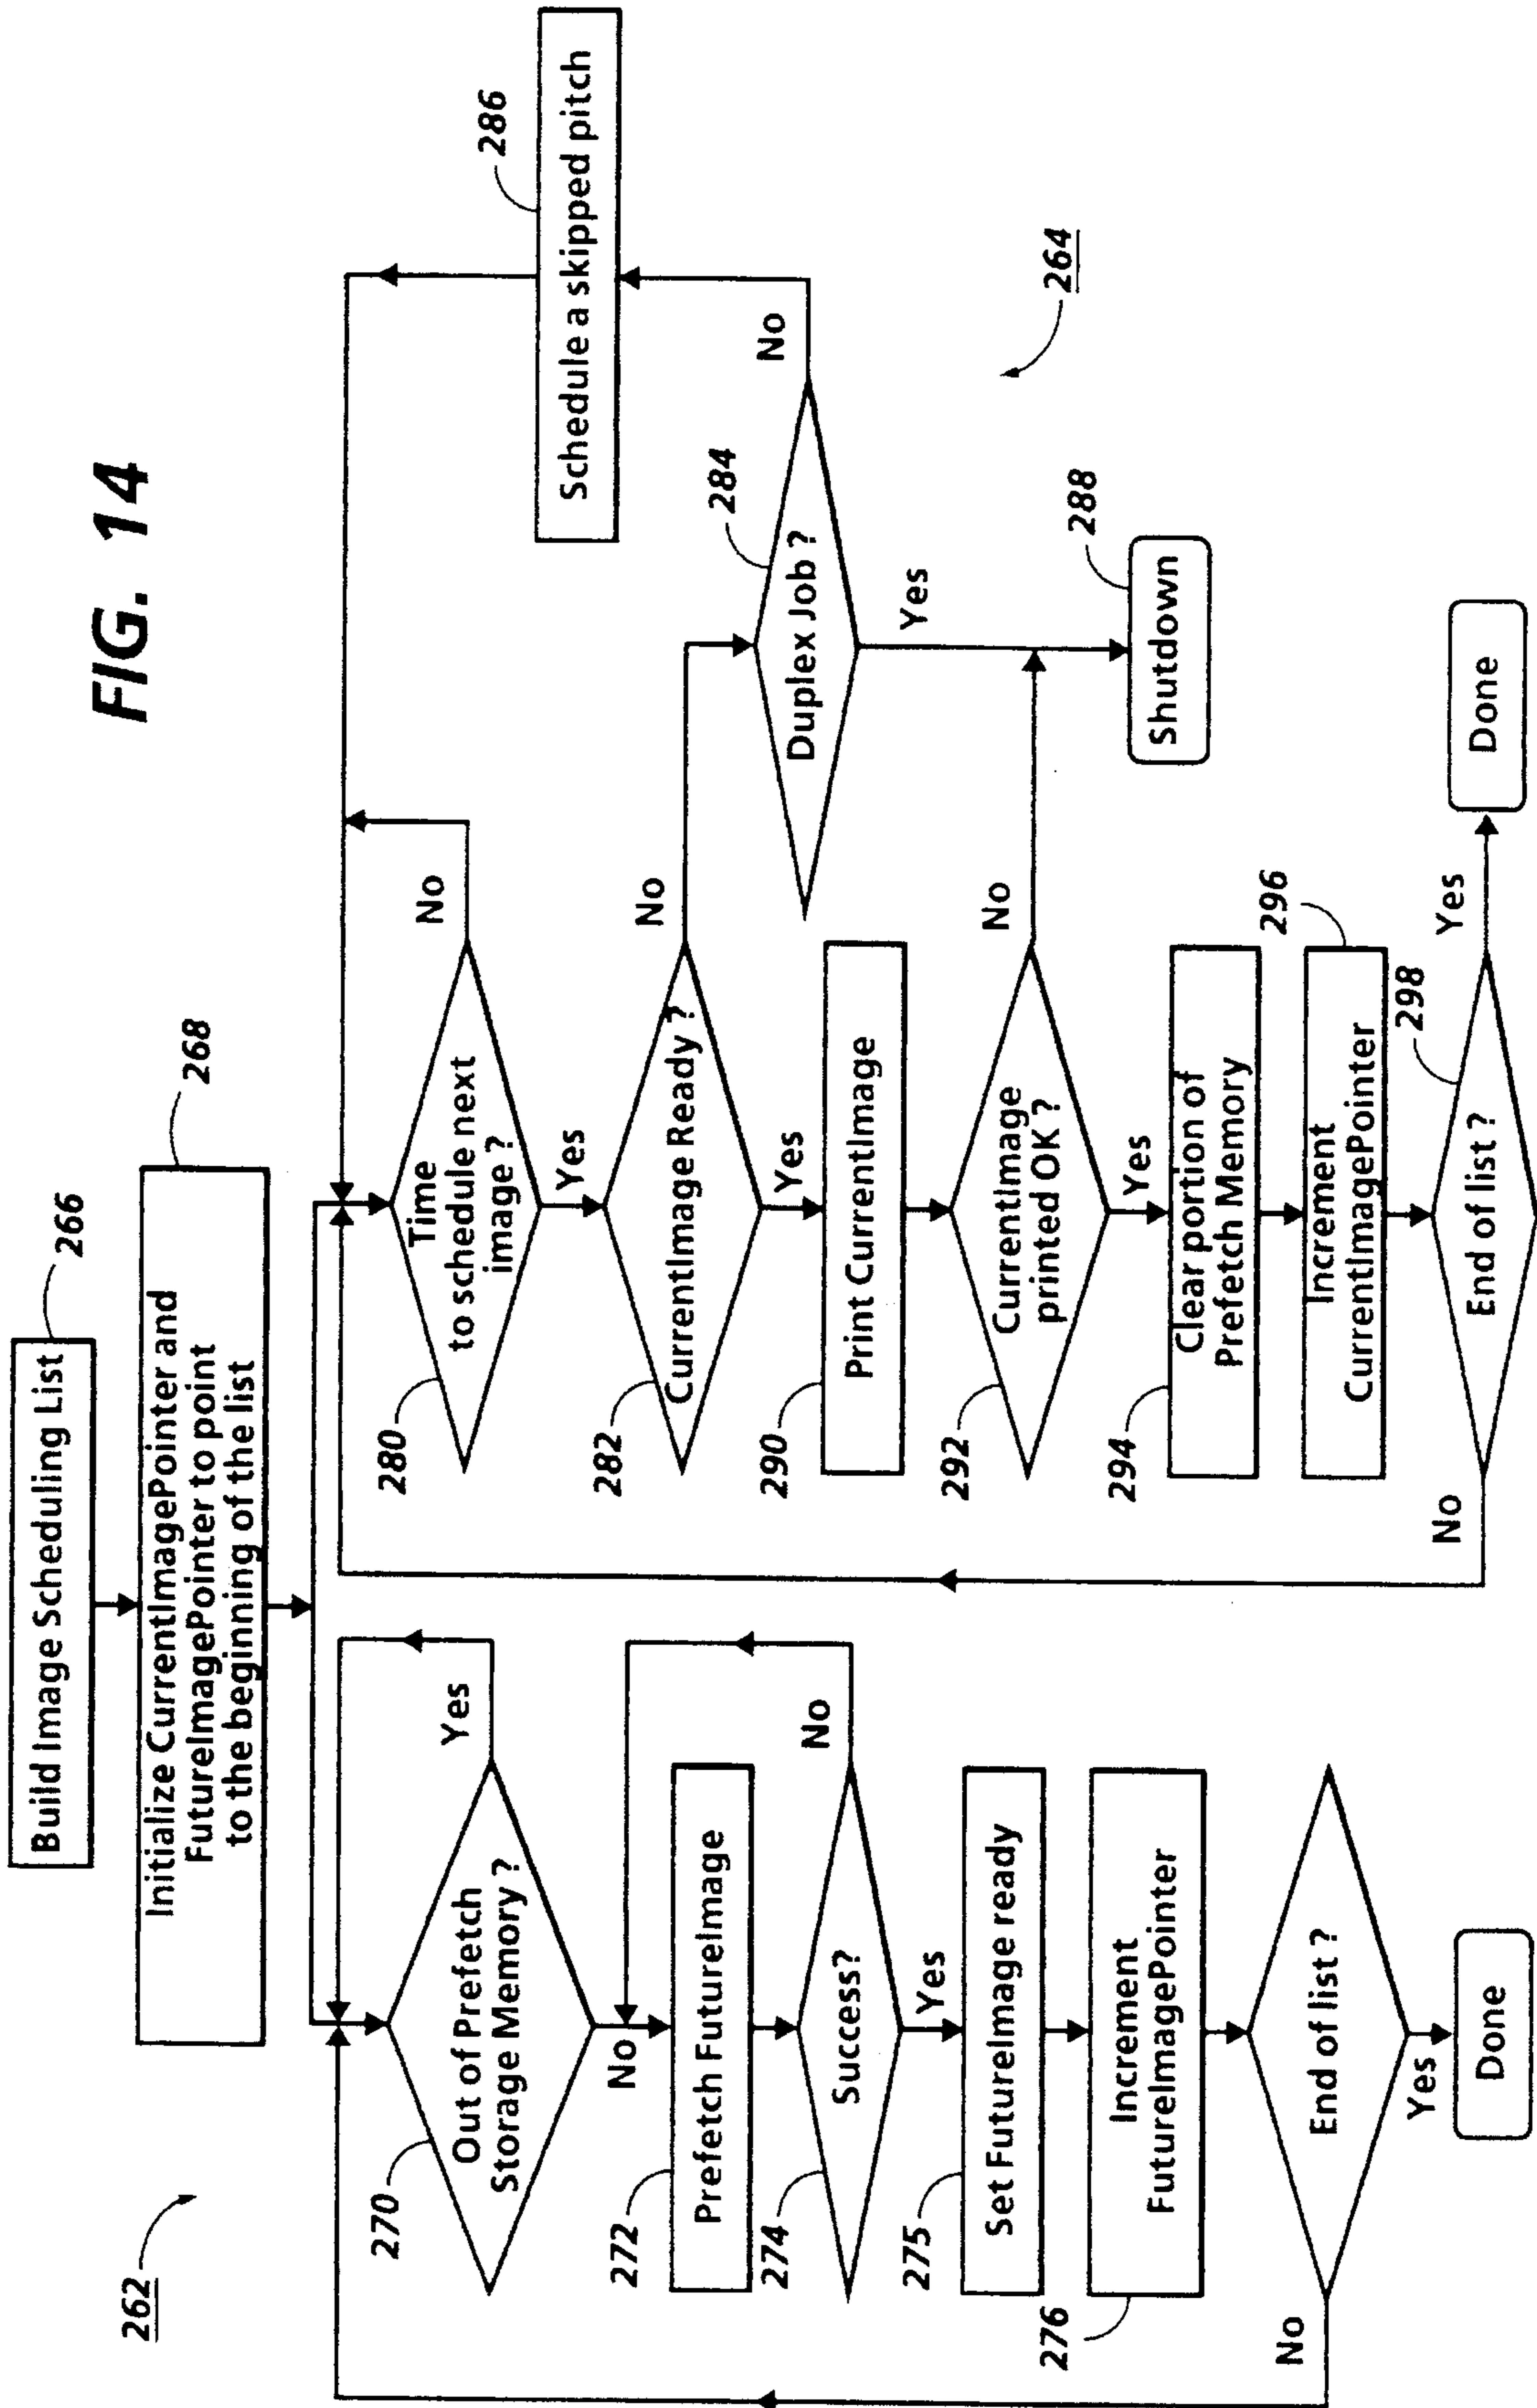 FIG. 14
Build Image Scheduling List
266
Initialize CurrentImagePointer and
FutureImagePointer to point
to the beginning of the list
268
262
270
Out of Prefetch
Storage Memory ?
Yes
No
272
Prefetch FutureImage
274
Success?
No
Yes
275
Set FutureImage ready
276
Increment
FutureImagePointer
End of list ?
No
Yes
Done
280
Time
to schedule next
image ?
No
Yes
282
CurrentImage Ready ?
No
Yes
284
Duplex Job ?
No
Yes
286
Schedule a skipped pitch
264
288
Shutdown
290
Print CurrentImage
292
CurrentImage
printed OK ?
No
Yes
294
Clear portion of
Prefetch Memory
296
Increment
CurrentImagePointer
298
End of list ?
No
Yes
Done